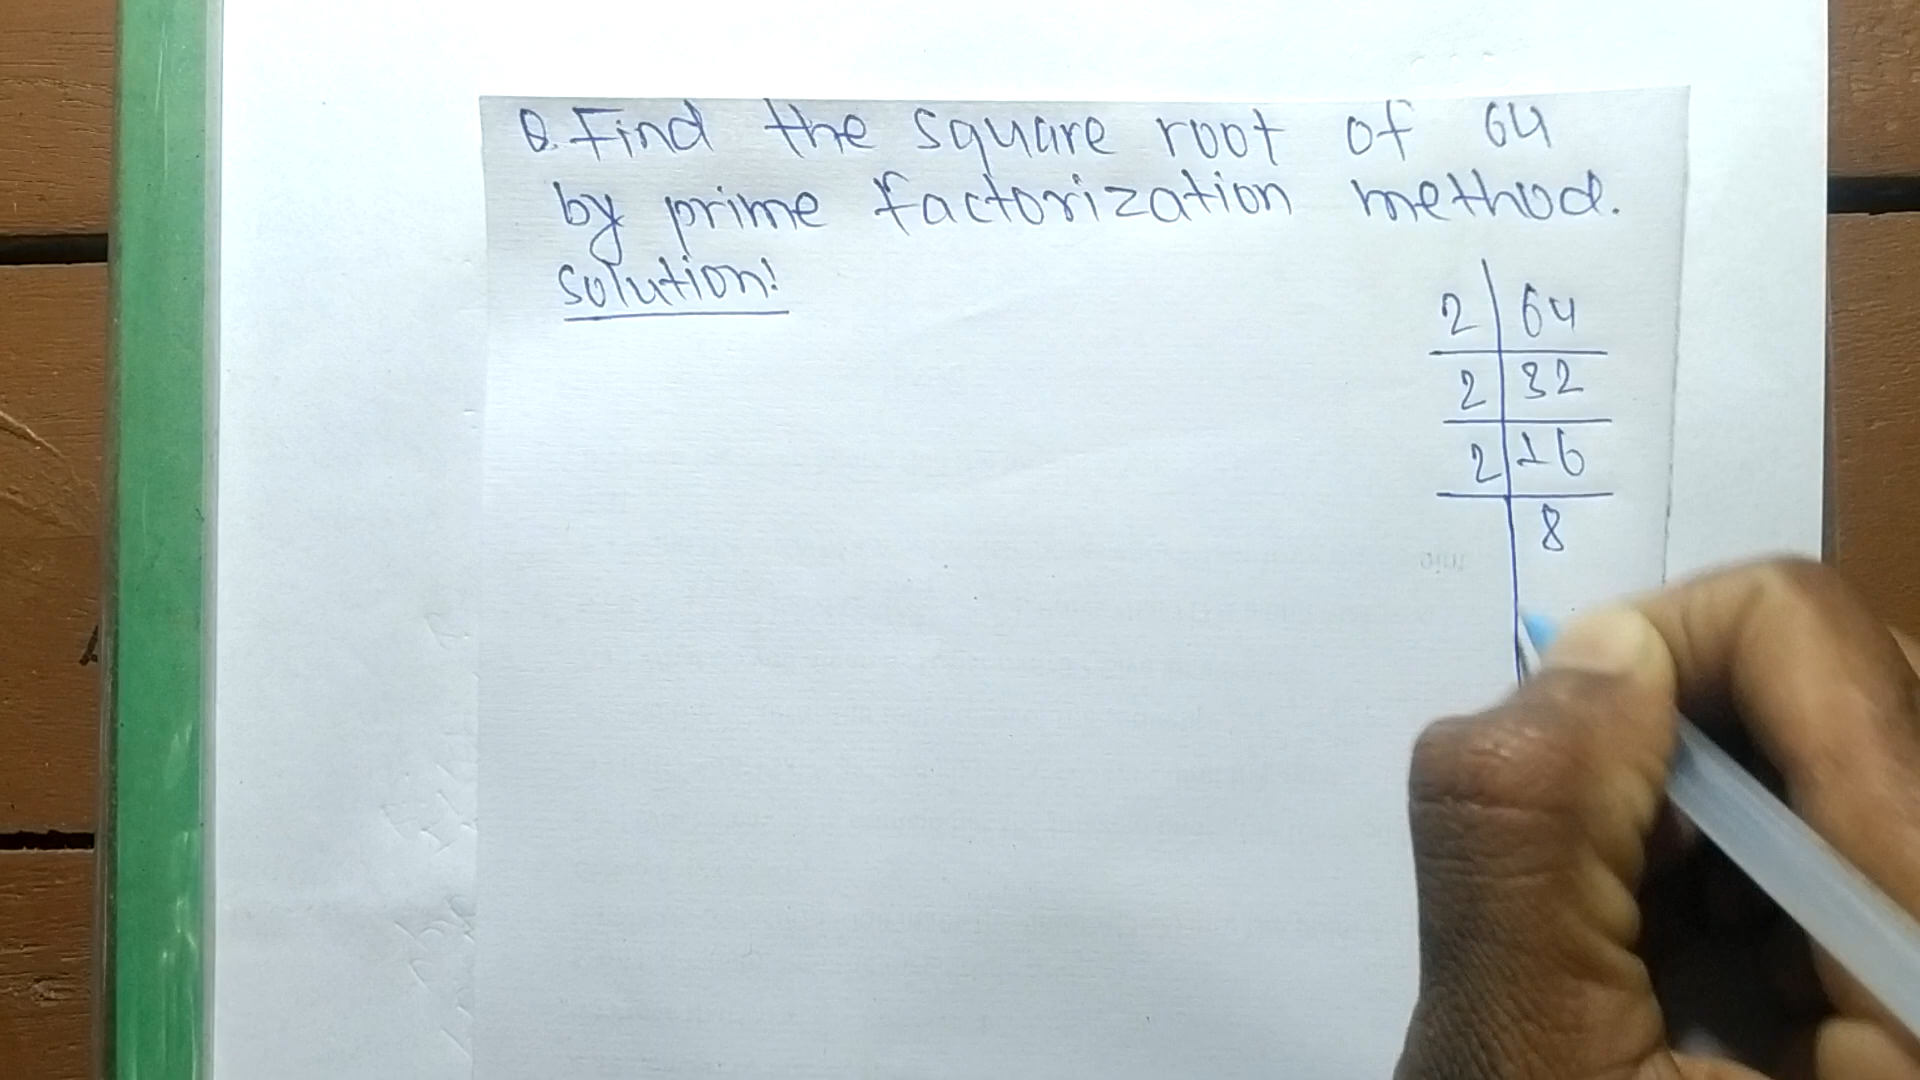 Q. Find the square root of 64
by prime factorization method.
solution:
2 64
2 32
2 16
8